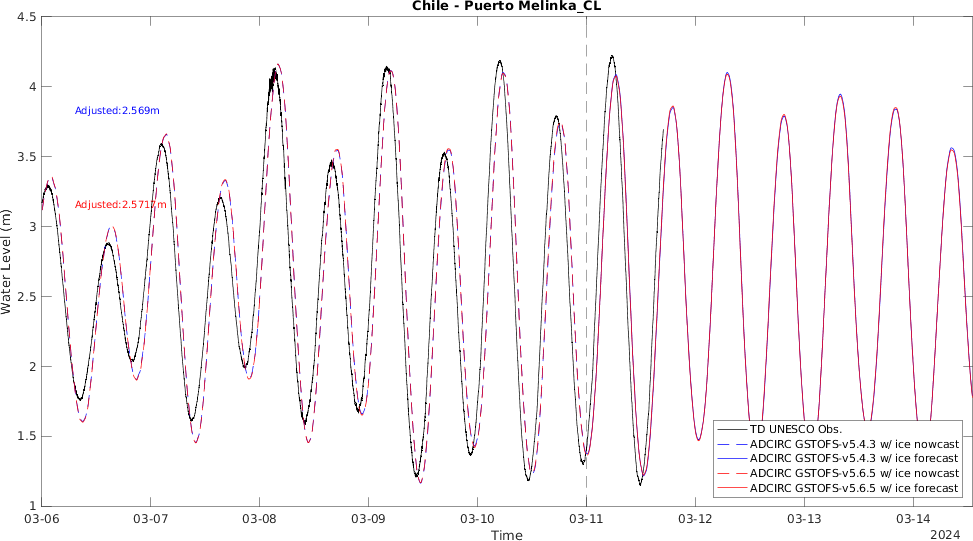 Chile - Puerto Melinka_CL
4.5
4
3.5
3
2.5
2
1.5
1
Water Level (m)
Adjusted:2.569m
Adjusted:2.5712m
TD UNESCO Obs.
ADCIRC GSTOFS-v5.4.3 w/ ice nowcast
ADCIRC GSTOFS-v5.4.3 w/ ice forecast
ADCIRC GSTOFS-v5.6.5 w/ ice nowcast
ADCIRC GSTOFS-v5.6.5 w/ ice forecast
03-06 03-07 03-08 03-09 03-10 03-11 03-12 03-13 03-14
Time
2024